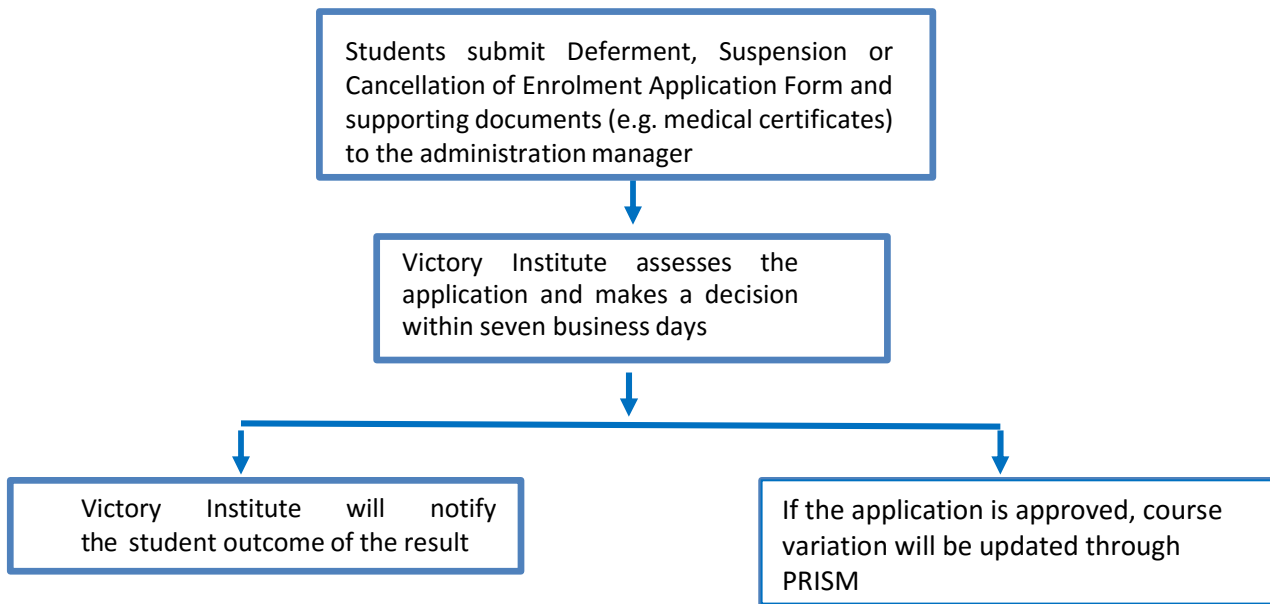 Students submit Deferment, Suspension or
Cancellation of Enrolment Application Form and
supporting documents (e.g. medical certificates)
to the administration manager
Victory Institute assesses the
application and makes a decision
within seven business days
Victory Institute will notify
the student outcome of the result
If the application is approved, course
variation will be updated through
PRISM